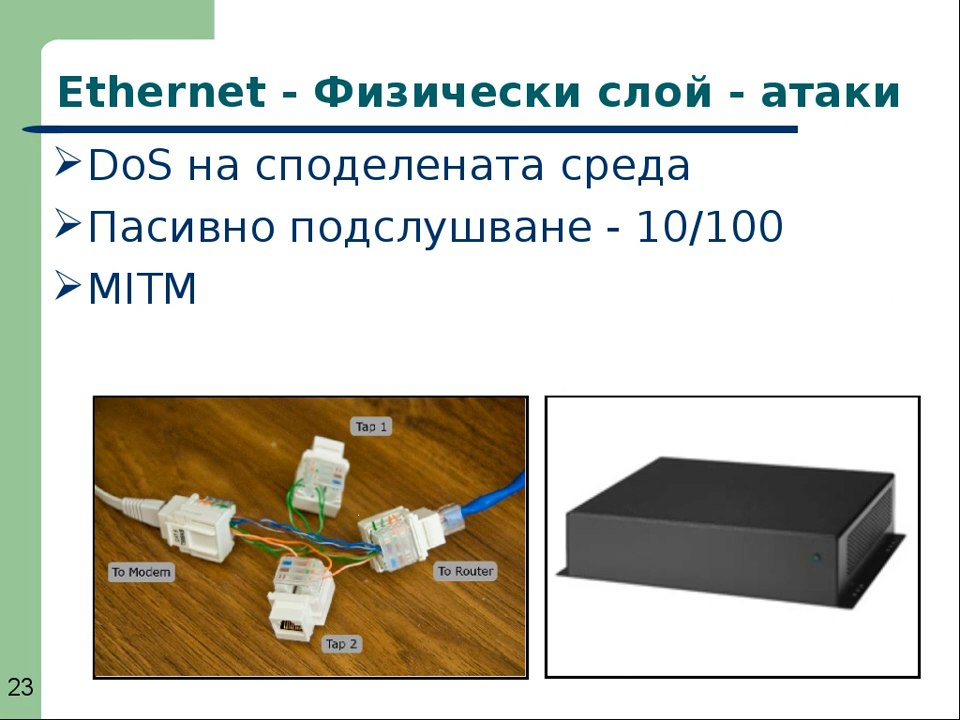 Ethernet - Физически слой - атаки
DoS на споделената среда
Пасивно подслушване - 10/100
MITM
Tap 1
To Modem
To Router
Tap 2
23